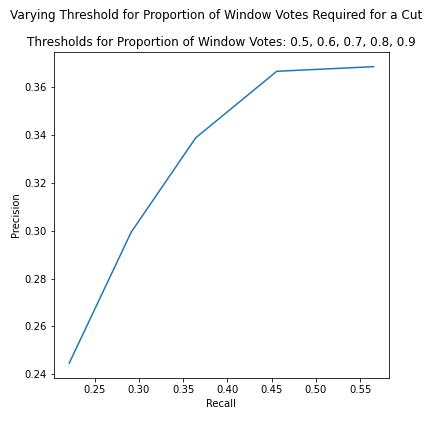 Varying Threshold for Proportion of Window Votes Required for a Cut
Thresholds for Proportion of Window Votes: 0.5, 0.6, 0.7, 0.8, 0.9
0.36
0.34
0.32
0.30
0.28
0.26
0.24
Precision
0.25 0.30 0.35 0.40 0.45 0.50 0.55
Recall